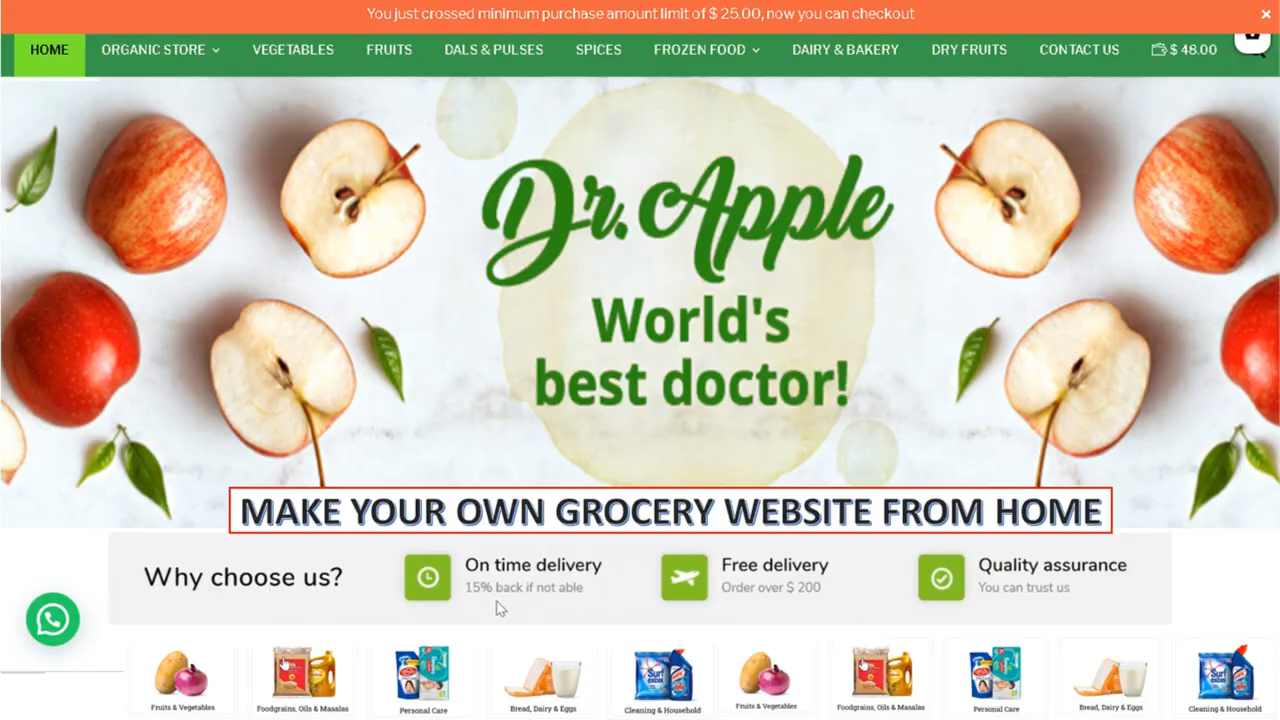 You just crossed minimum purchase amount limit of $ 25.00, now you can checkout ×
HOME ORGANIC STORE VEGETABLES FRUITS DALS & PULSES SPICES FROZEN FOOD DAIRY & BAKERY DRY FRUITS CONTACT US $ 48.00
Dr. Apple
World's
best doctor!
MAKE YOUR OWN GROCERY WEBSITE FROM HOME
Why choose us?
On time delivery
15% back if not able
Free delivery
Order over $ 200
Quality assurance
You can trust us
Surf excel
Surf excel
Fruits & Vegetables
Foodgrains, Oils & Masalas
Personal Care
Bread, Dairy & Eggs
Cleaning & Household
Fruits & Vegetables
Foodgrains, Oils & Masalas
Personal Care
Bread, Dairy & Eggs
Cleaning & Household